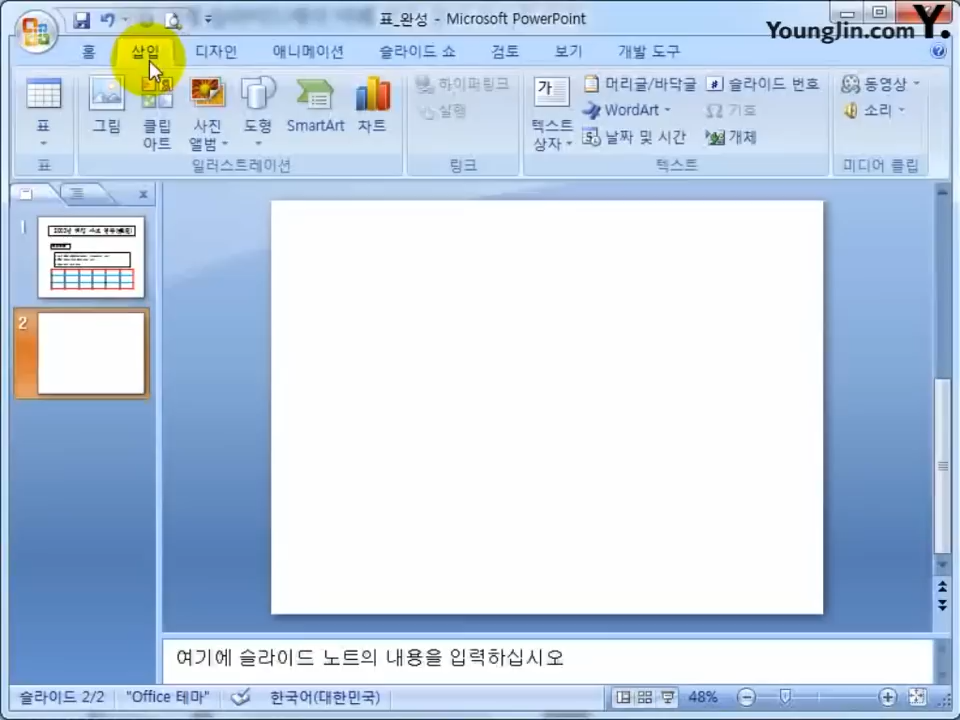 표_완성 - Microsoft PowerPoint
YoungJin.com Y.
홈 삽입 디자인 애니메이션 슬라이드 쇼 검토 보기 개발 도구
표 그림 클립 아트 사진 앨범 도형 SmartArt 차트
하이퍼링크
실행
텍스트 상자
머리글/바닥글
WordArt
날짜 및 시간
슬라이드 번호
기호
개체
동영상
소리
표 일러스트레이션 링크 텍스트 미디어 클립
1
2
여기에 슬라이드 노트의 내용을 입력하십시오
슬라이드 2/2 "Office 테마" 한국어(대한민국) 48%